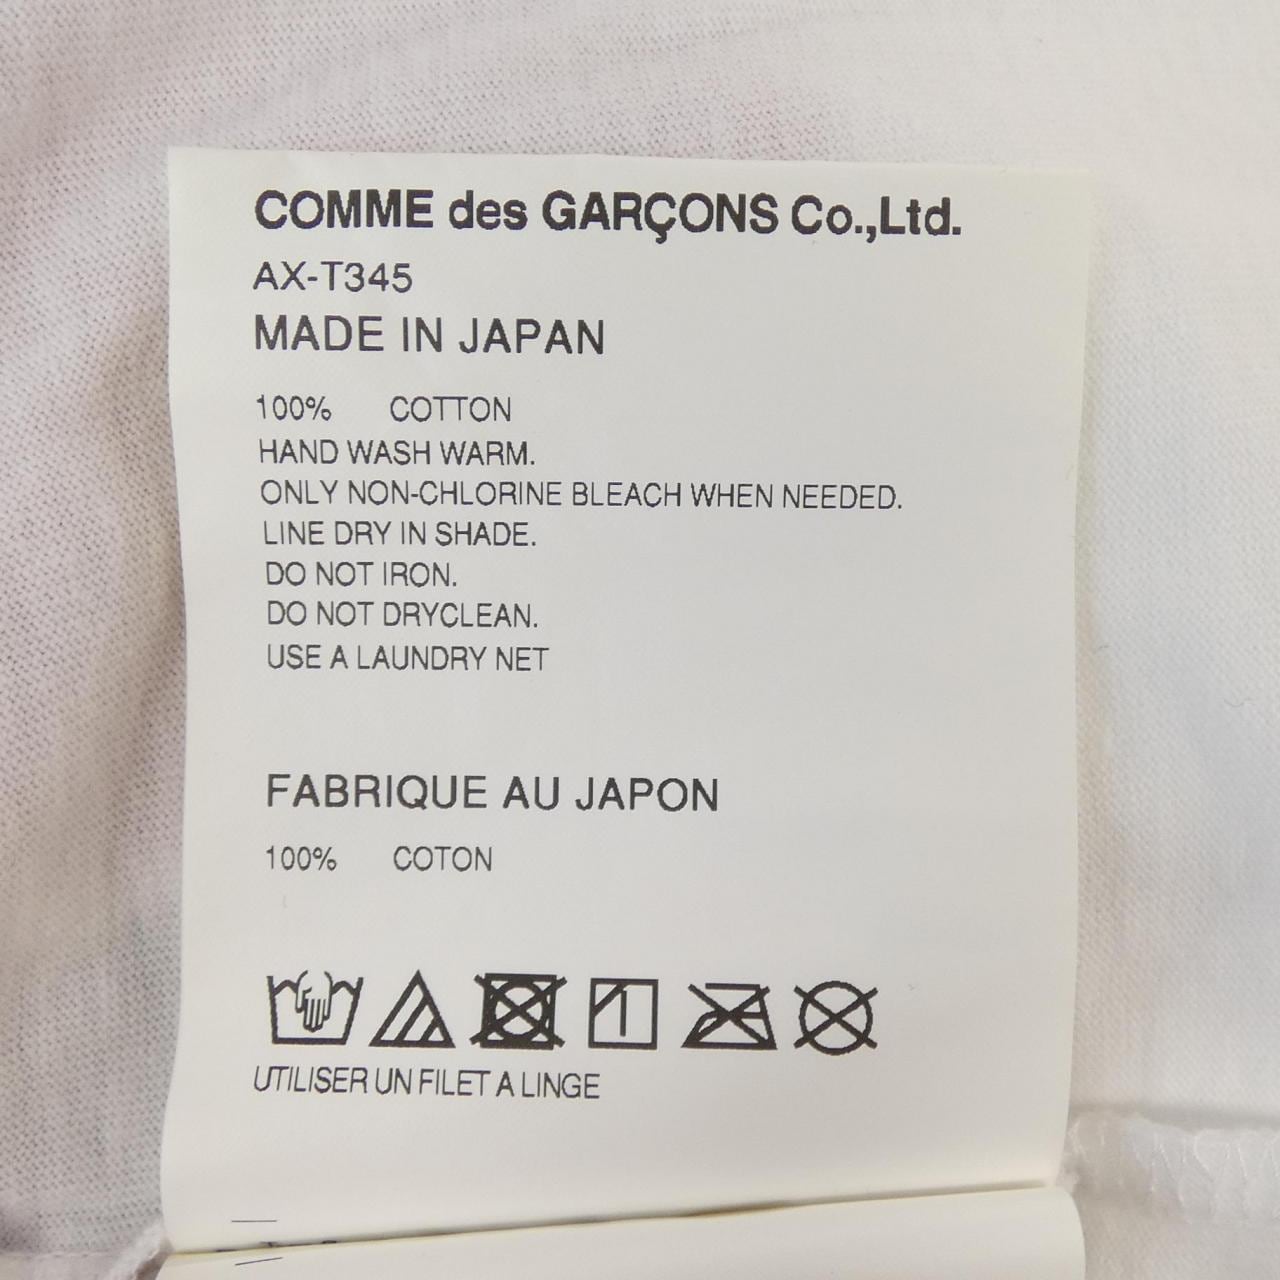 COMME des GARÇONS Co.,Ltd.
AX-T345
MADE IN JAPAN
100% COTTON
HAND WASH WARM.
ONLY NON-CHLORINE BLEACH WHEN NEEDED.
LINE DRY IN SHADE.
DO NOT IRON.
DO NOT DRYCLEAN.
USE A LAUNDRY NET
FABRIQUE AU JAPON
100% COTON
UTILISER UN FILET A LINGE